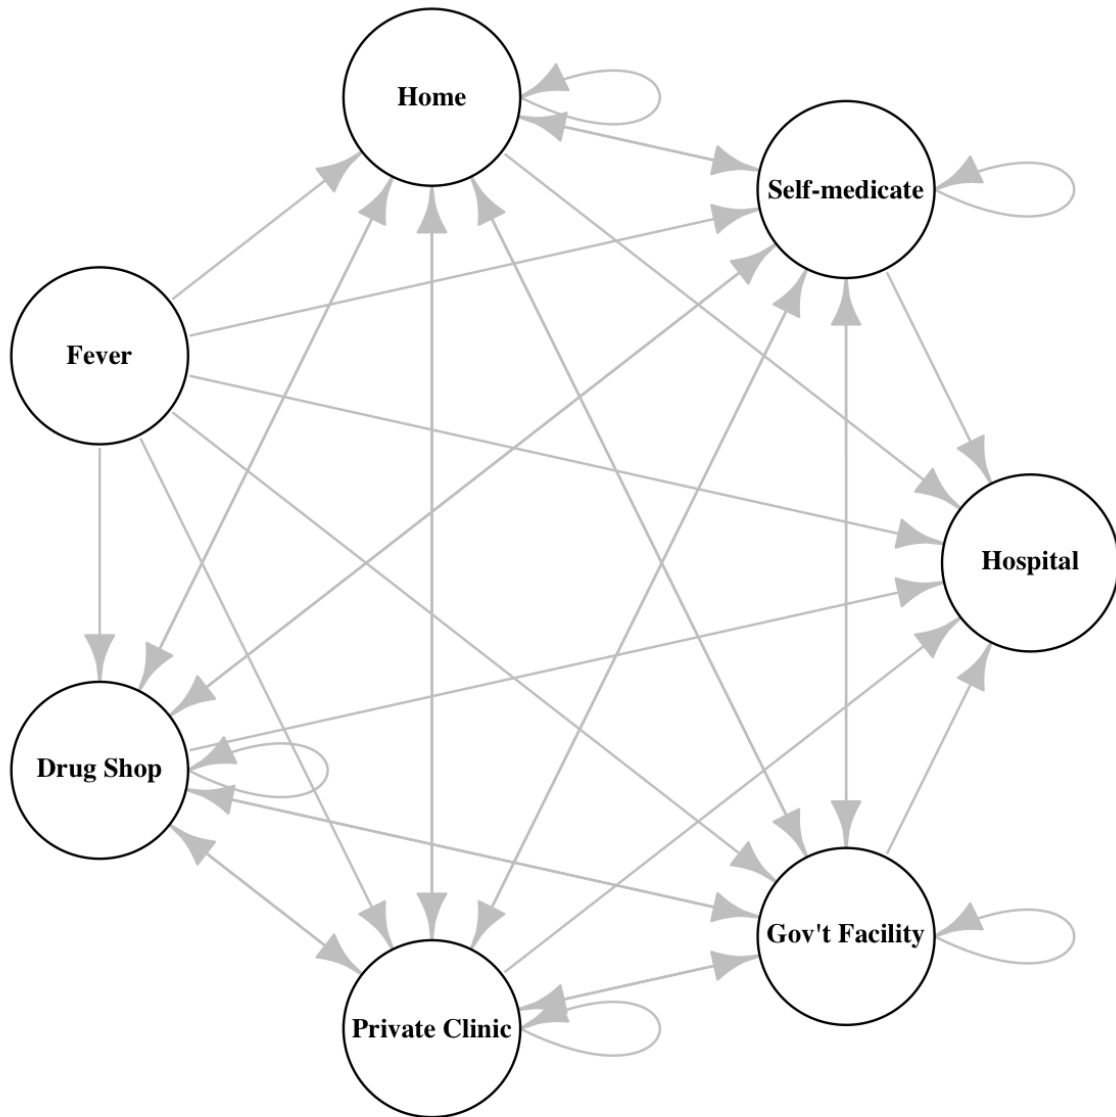 Home
Self-medicate
Fever
Hospital
Drug Shop
Gov't Facility
Private Clinic